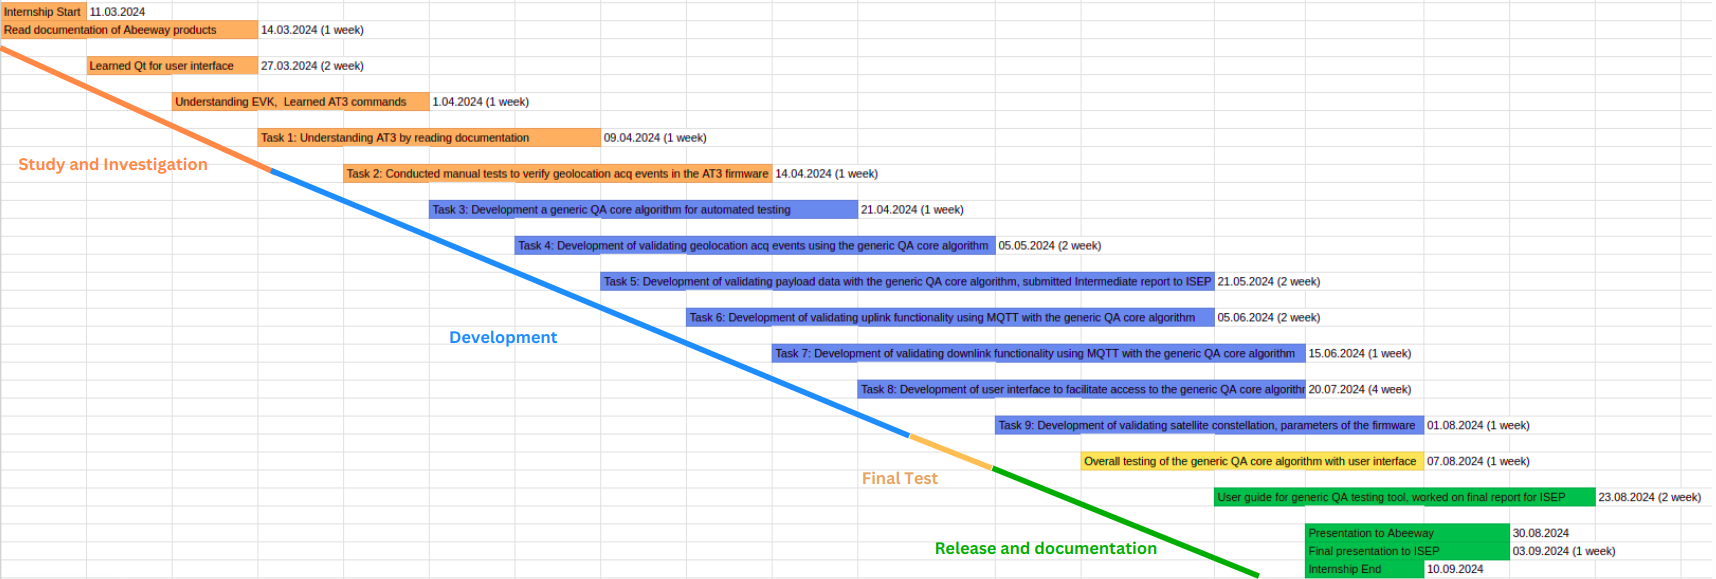 Internship Start 11.03.2024
Read documentation of Abeeway products 14.03.2024 (1 week)
Learned Qt for user interface 27.03.2024 (2 week)
Understanding EVK, Learned AT3 commands 1.04.2024 (1 week)
Task 1: Understanding AT3 by reading documentation 09.04.2024 (1 week)
Study and Investigation
Task 2: Conducted manual tests to verify geolocation acq events in the AT3 firmware 14.04.2024 (1 week)
Task 3: Development a generic QA core algorithm for automated testing 21.04.2024 (1 week)
Task 4: Development of validating geolocation acq events using the generic QA core algorithm 05.05.2024 (2 week)
Task 5: Development of validating payload data with the generic QA core algorithm, submitted Intermediate report to ISEP 21.05.2024 (2 week)
Task 6: Development of validating uplink functionality using MQTT with the generic QA core algorithm 05.06.2024 (2 week)
Development
Task 7: Development of validating downlink functionality using MQTT with the generic QA core algorithm 15.06.2024 (1 week)
Task 8: Development of user interface to facilitate access to the generic QA core algorithr 20.07.2024 (4 week)
Task 9: Development of validating satellite constellation, parameters of the firmware 01.08.2024 (1 week)
Overall testing of the generic QA core algorithm with user interface 07.08.2024 (1 week)
Final Test
User guide for generic QA testing tool, worked on final report for ISEP 23.08.2024 (2 week)
Presentation to Abeeway 30.08.2024
Release and documentation
Final presentation to ISEP 03.09.2024 (1 week)
Internship End 10.09.2024